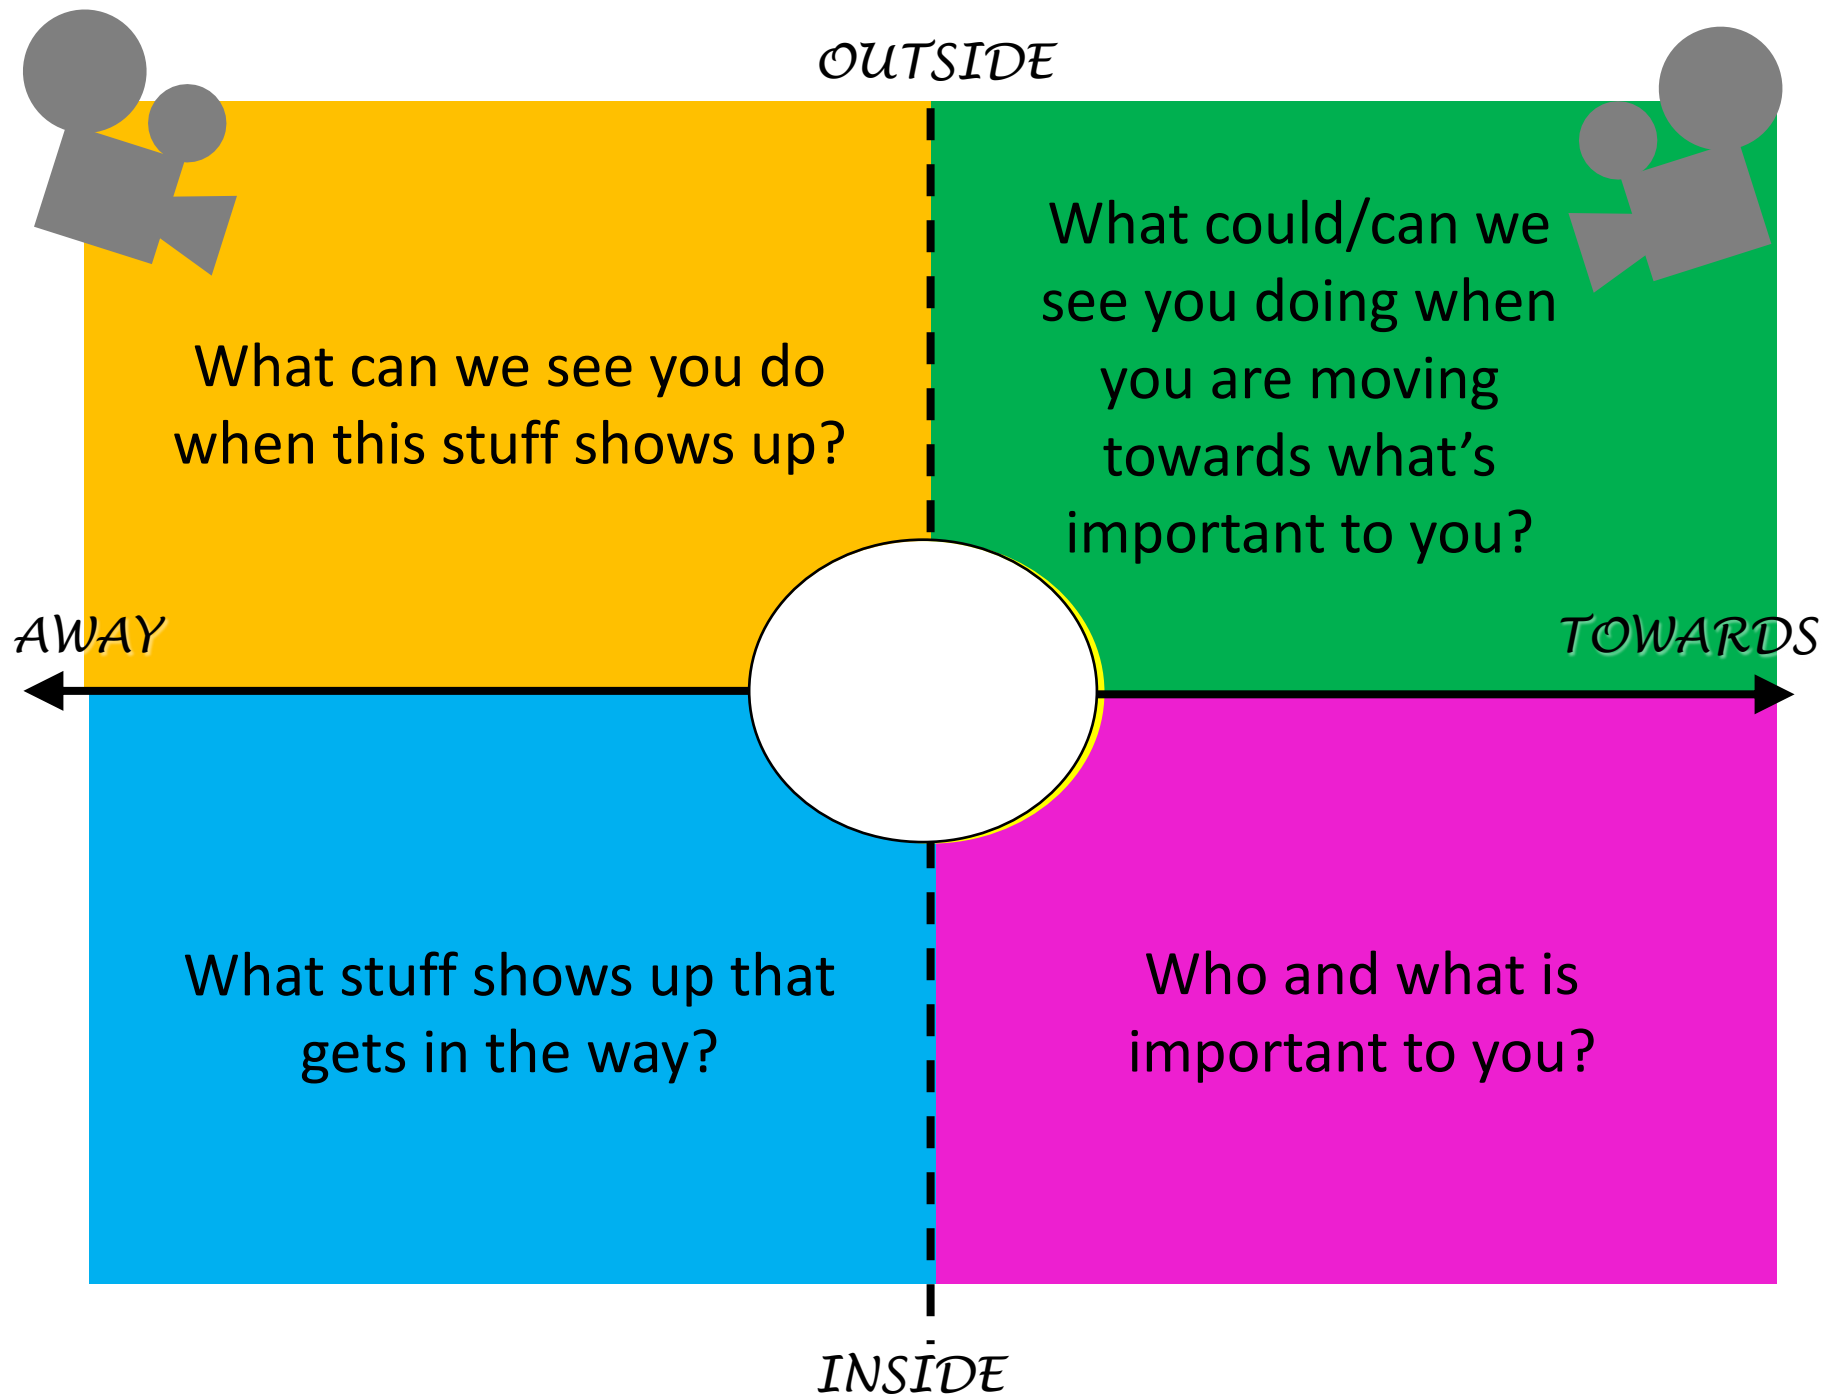 OUTSIDE
What can we see you do
when this stuff shows up?
What could/can we
see you doing when
you are moving
towards what’s
important to you?
AWAY
TOWARDS
What stuff shows up that
gets in the way?
Who and what is
important to you?
INSIDE